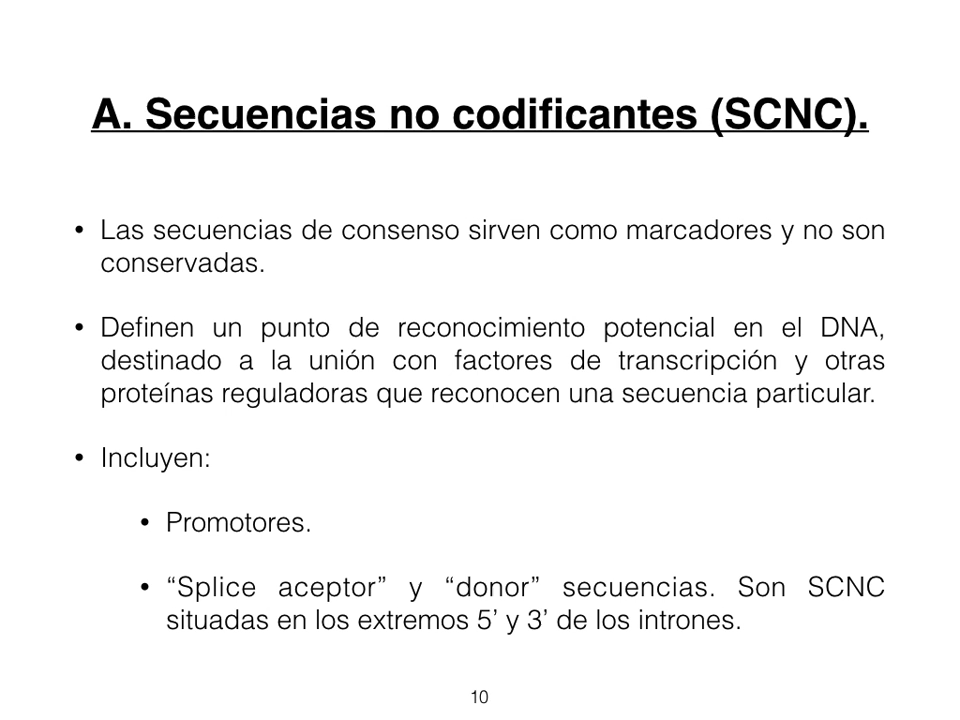 A. Secuencias no codificantes (SCNC).
• Las secuencias de consenso sirven como marcadores y no son
conservadas.
• Definen un punto de reconocimiento potencial en el DNA,
destinado a la unión con factores de transcripción y otras
proteínas reguladoras que reconocen una secuencia particular.
• Incluyen:
• Promotores.
• “Splice aceptor” y “donor” secuencias. Son SCNC
situadas en los extremos 5’ y 3’ de los intrones.
10